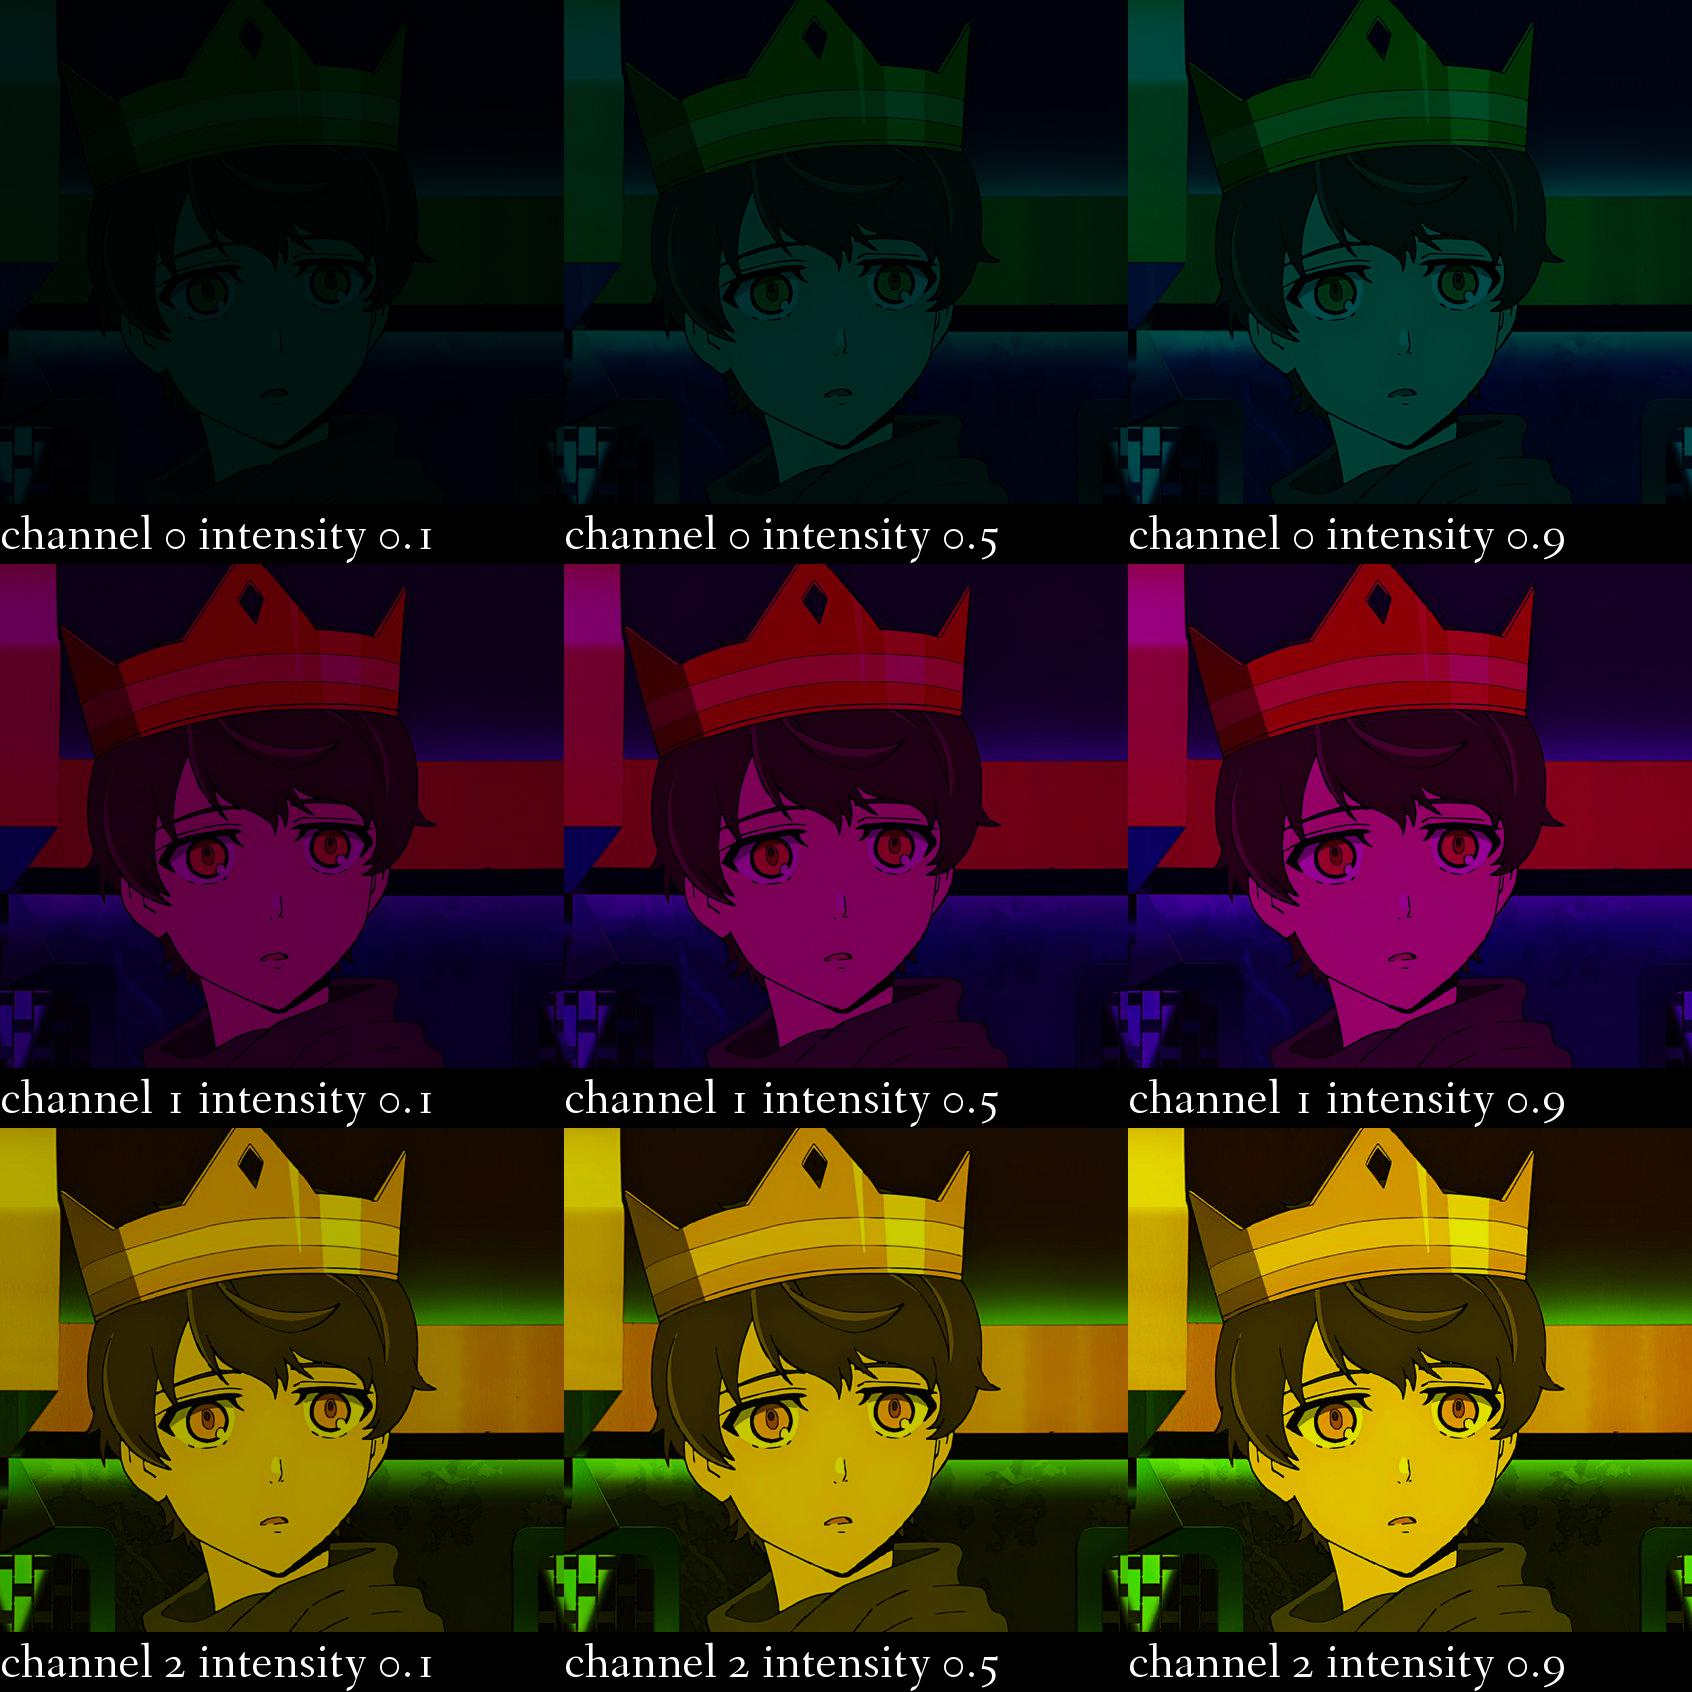 channel 0 intensity 0.1
channel 0 intensity 0.5
channel 0 intensity 0.9
channel 1 intensity 0.1
channel 1 intensity 0.5
channel 1 intensity 0.9
channel 2 intensity 0.1
channel 2 intensity 0.5
channel 2 intensity 0.9